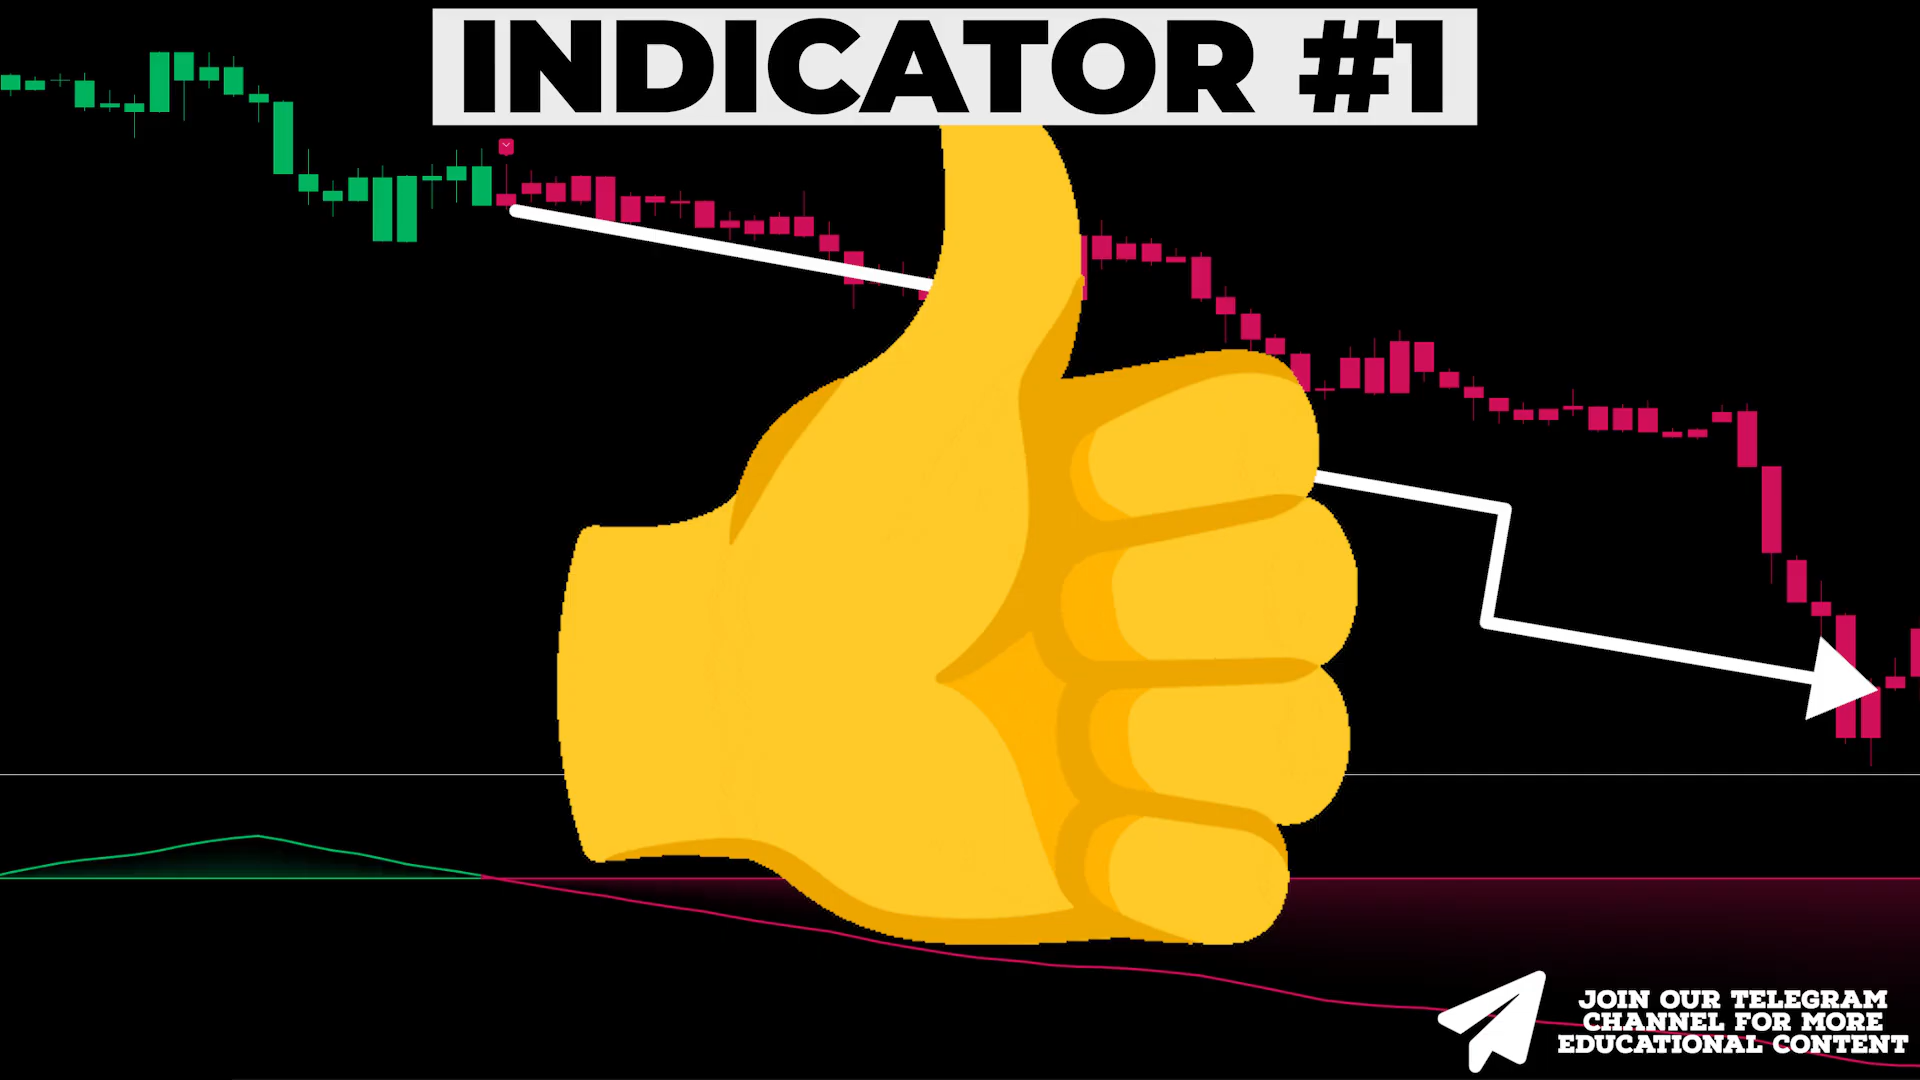 INDICATOR #1
JOIN OUR TELEGRAM
CHANNEL FOR MORE
EDUCATIONAL CONTENT